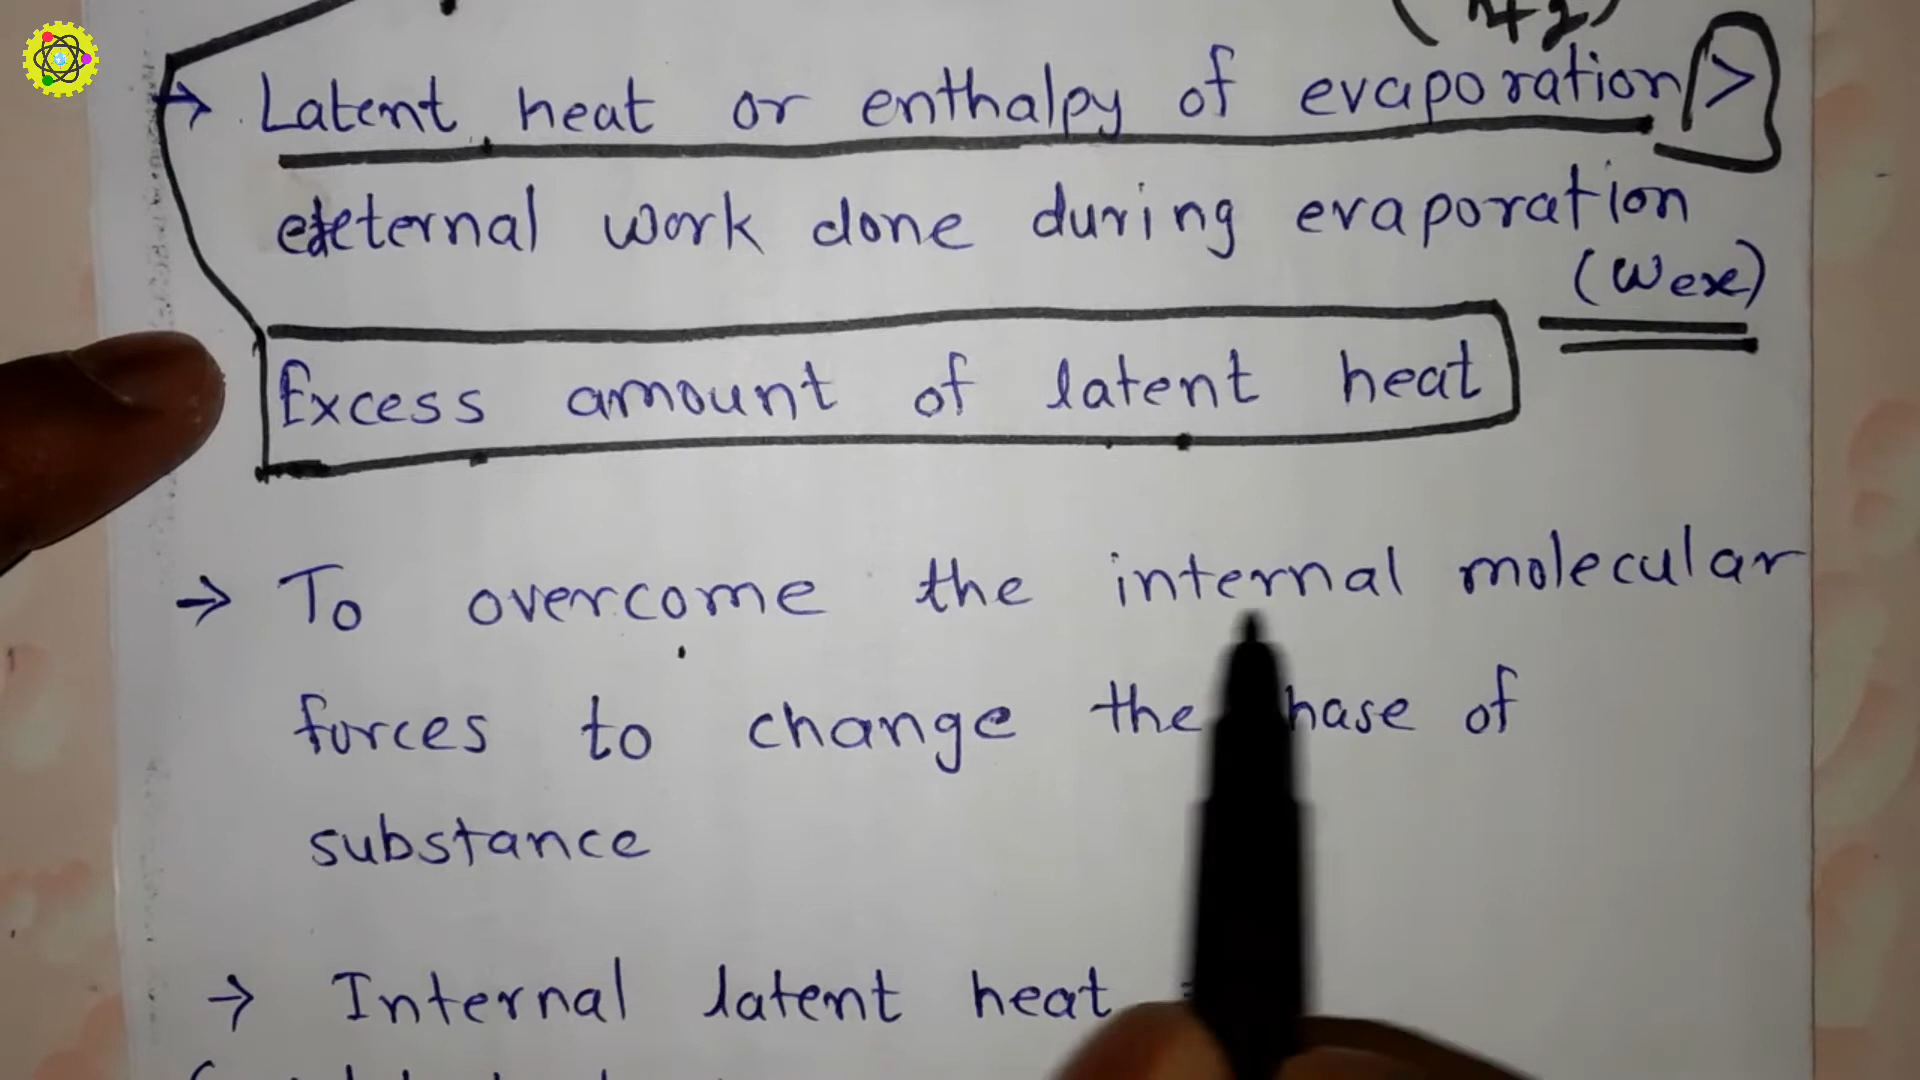 → Latent heat or enthalpy of evaporation >
external work done during evaporation
(Wex)
Excess amount of latent heat
→ To overcome the internal molecular
forces to change the phase of
substance
→ Internal latent heat